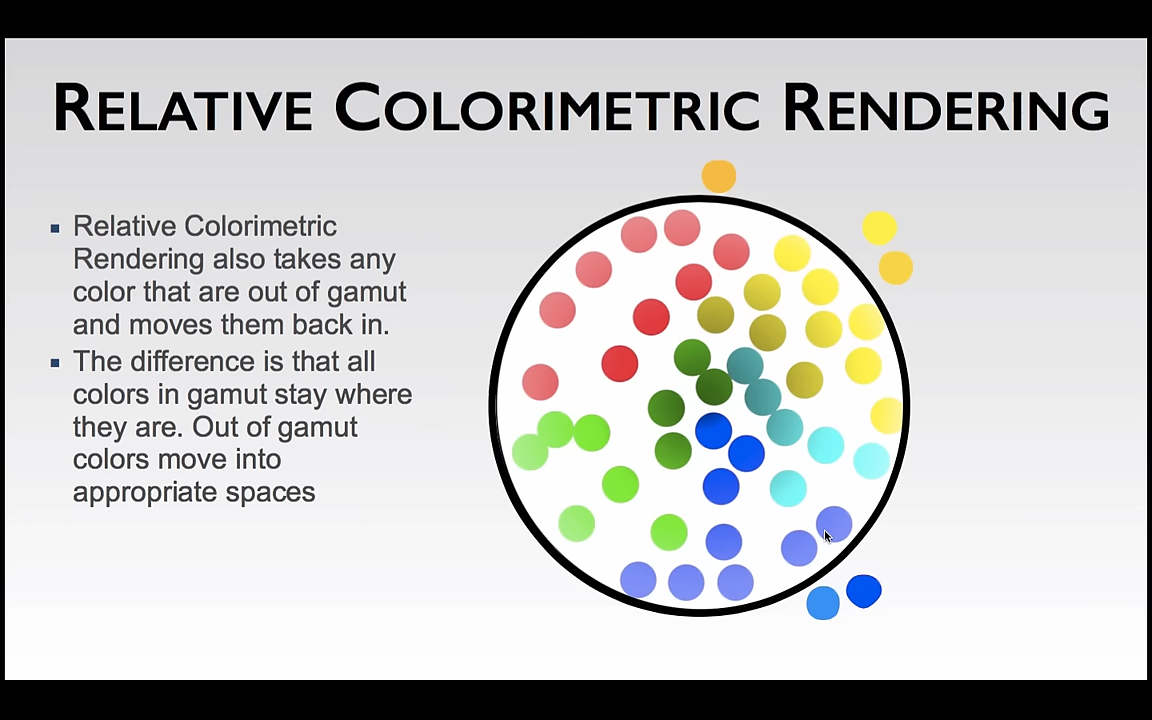 Relative Colorimetric Rendering
▪ Relative Colorimetric
Rendering also takes any
color that are out of gamut
and moves them back in.
▪ The difference is that all
colors in gamut stay where
they are. Out of gamut
colors move into
appropriate spaces